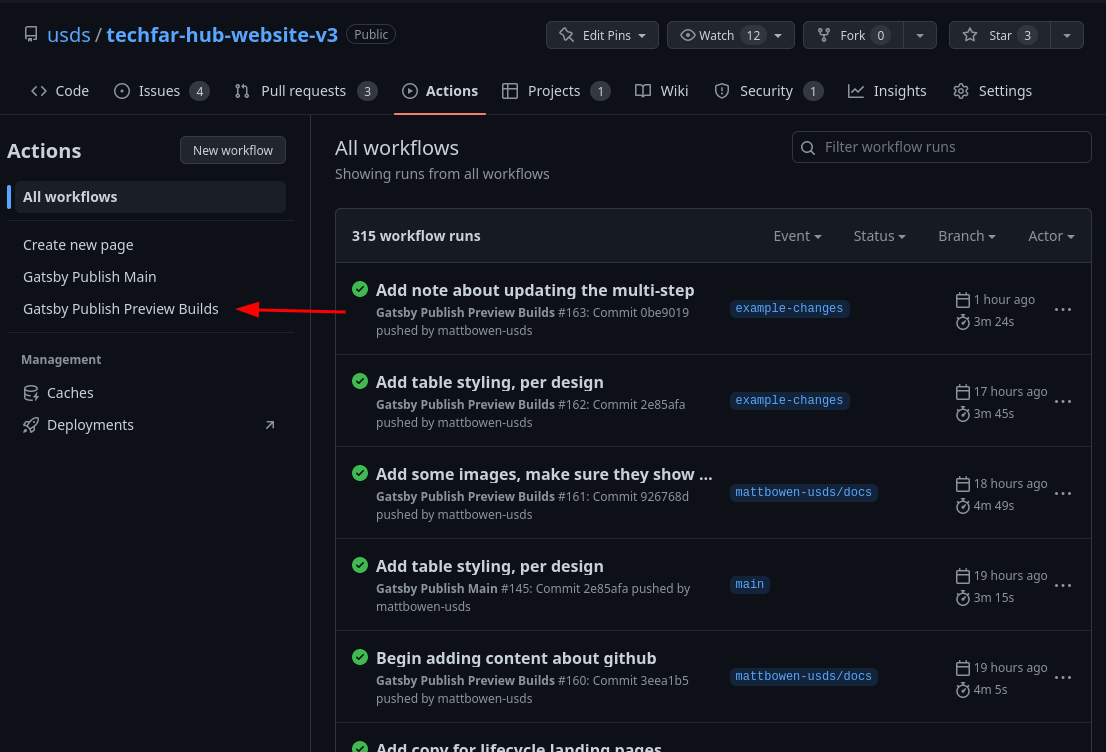 usds / techfar-hub-website-v3 Public
Edit Pins Watch 12 Fork 0 Star 3
Code Issues 4 Pull requests 3 Actions Projects 1 Wiki Security 1 Insights Settings
Actions New workflow
All workflows
Create new page
Gatsby Publish Main
Gatsby Publish Preview Builds
Management
Caches
Deployments
All workflows
Showing runs from all workflows
Filter workflow runs
315 workflow runs Event Status Branch Actor
Add note about updating the multi-step
Gatsby Publish Preview Builds #163: Commit 0be9019
pushed by mattbowen-usds
example-changes
1 hour ago
3m 24s
Add table styling, per design
Gatsby Publish Preview Builds #162: Commit 2e85afa
pushed by mattbowen-usds
example-changes
17 hours ago
3m 45s
Add some images, make sure they show ...
Gatsby Publish Preview Builds #161: Commit 926768d
pushed by mattbowen-usds
mattbowen-usds/docs
18 hours ago
4m 49s
Add table styling, per design
Gatsby Publish Main #145: Commit 2e85afa pushed by
mattbowen-usds
main
19 hours ago
3m 15s
Begin adding content about github
Gatsby Publish Preview Builds #160: Commit 3eea1b5
pushed by mattbowen-usds
mattbowen-usds/docs
19 hours ago
4m 5s
Add copy for lifecycle landing pages